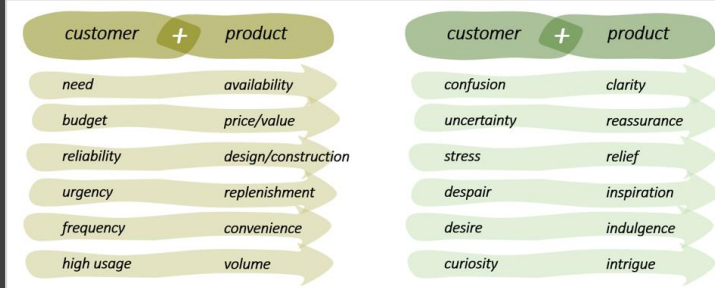 customer + product
need availability
budget price/value
reliability design/construction
urgency replenishment
frequency convenience
high usage volume
customer + product
confusion clarity
uncertainty reassurance
stress relief
despair inspiration
desire indulgence
curiosity intrigue